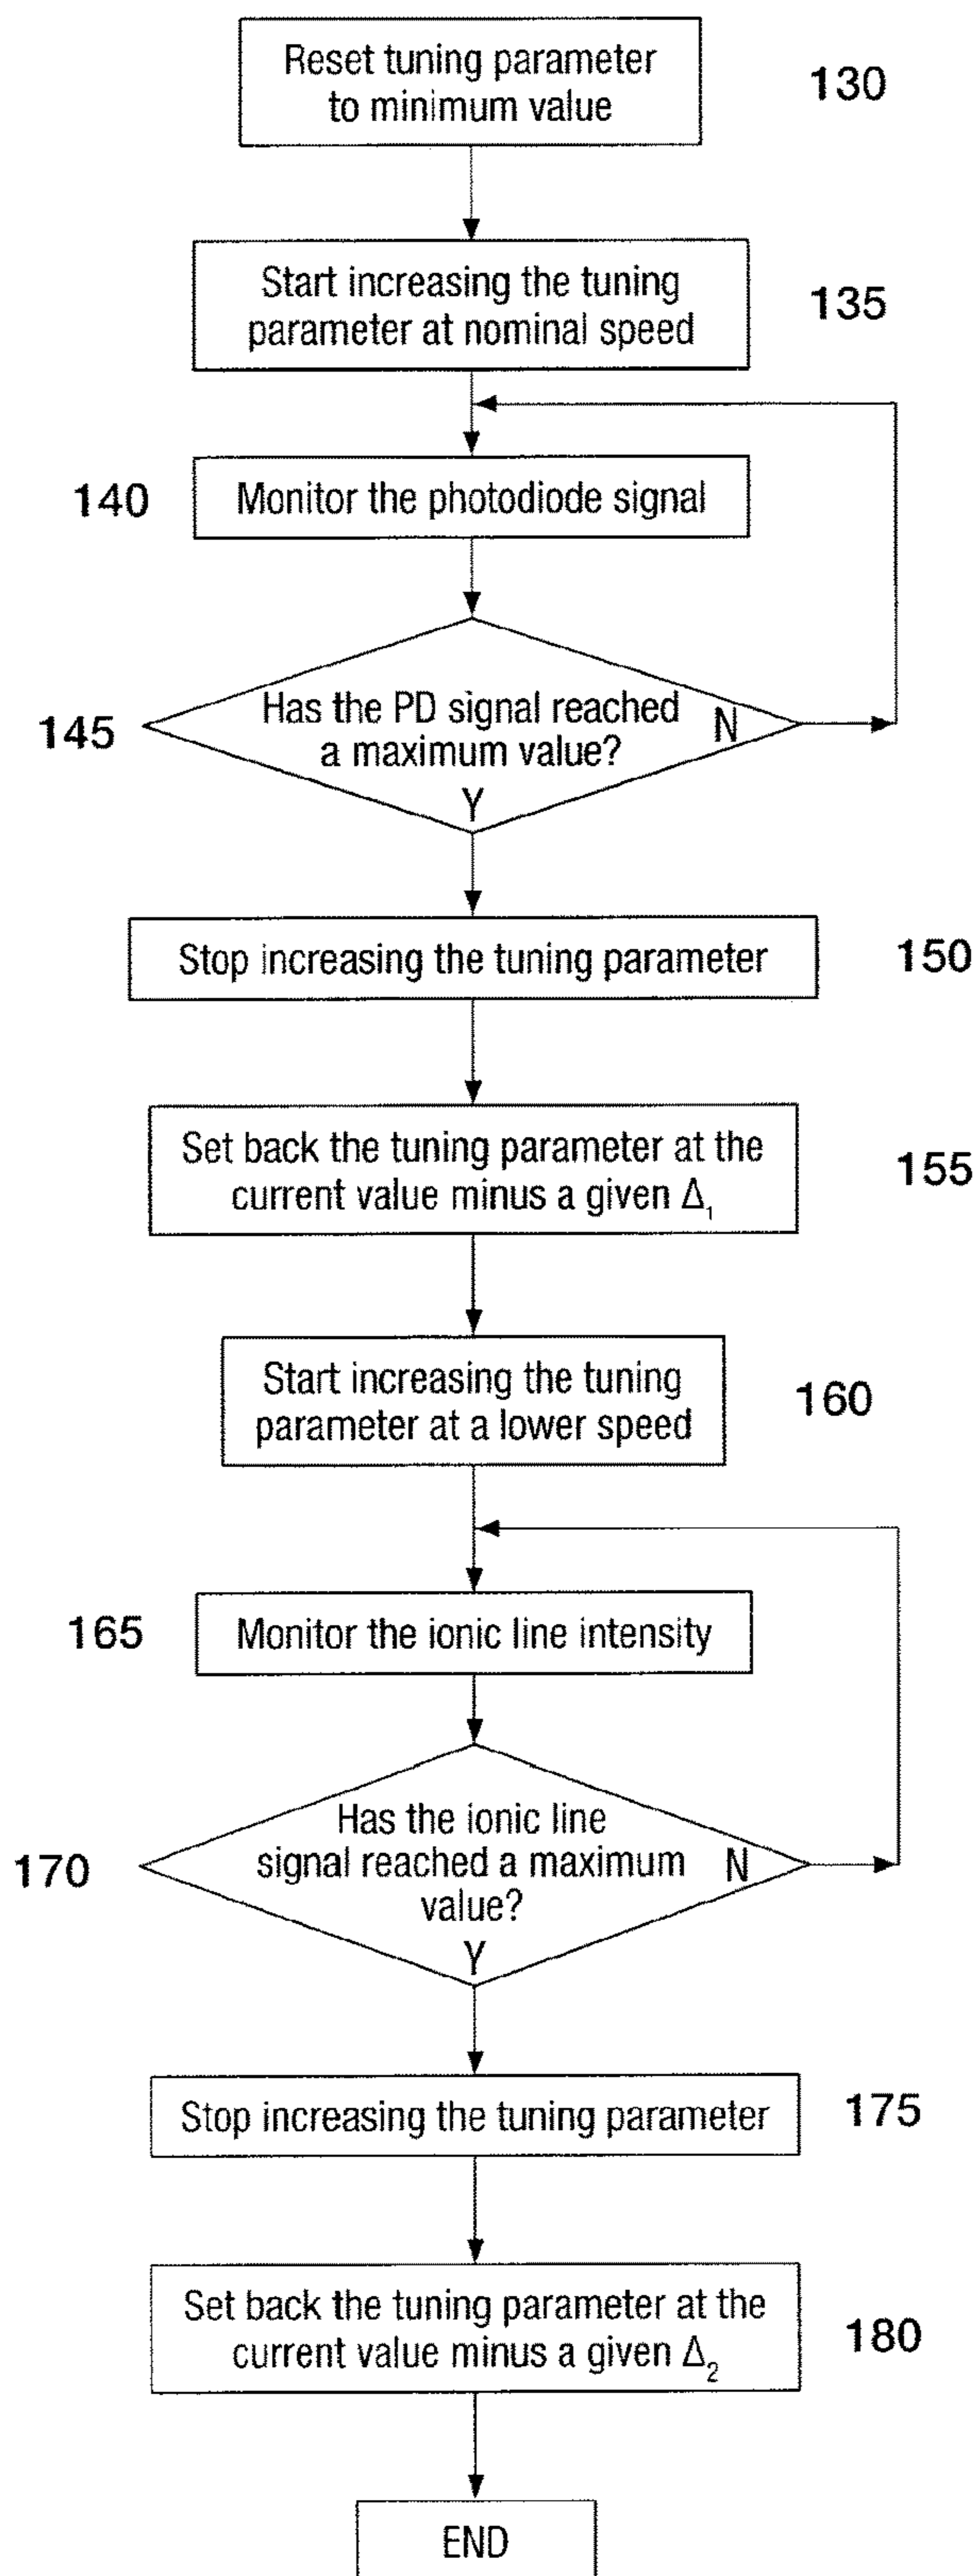 Reset tuning parameter
to minimum value
130
Start increasing the tuning
parameter at nominal speed
135
140
Monitor the photodiode signal
145
Has the PD signal reached
a maximum value?
N
Y
Stop increasing the tuning parameter
150
Set back the tuning parameter at the
current value minus a given Δ₁
155
Start increasing the tuning
parameter at a lower speed
160
165
Monitor the ionic line intensity
170
Has the ionic line
signal reached a maximum
value?
N
Y
Stop increasing the tuning parameter
175
Set back the tuning parameter at the
current value minus a given Δ₂
180
END